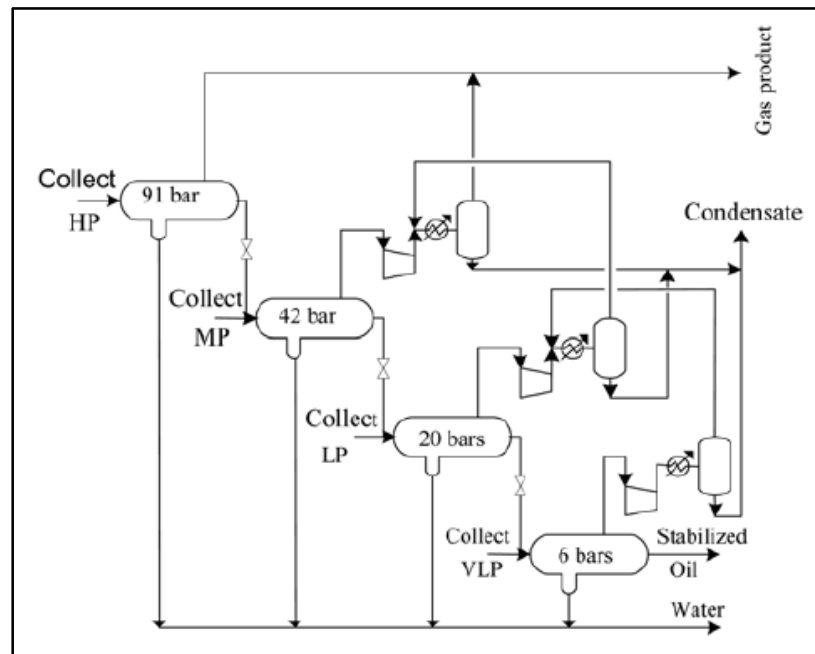 Gas product
Collect
HP
91 bar
Condensate
Collect
MP
42 bar
Collect
LP
20 bars
Collect
VLP
6 bars
Stabilized
Oil
Water